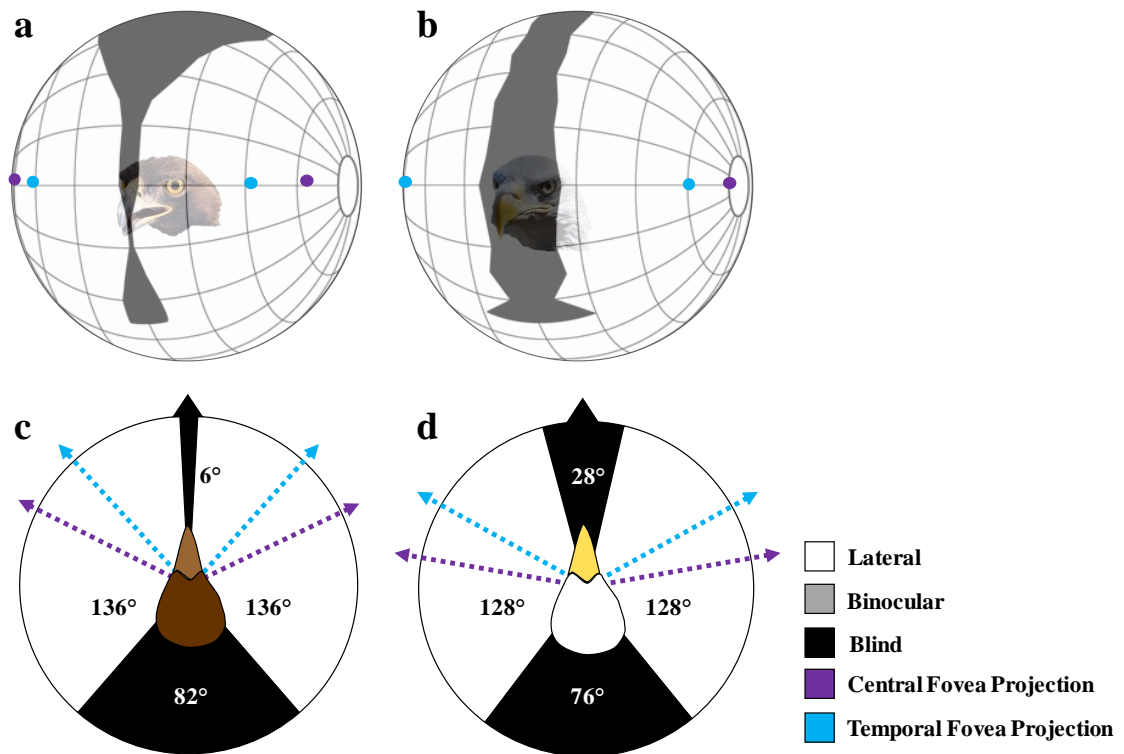 a
b
c
d
6°
28°
136°
136°
128°
128°
82°
76°
Lateral
Binocular
Blind
Central Fovea Projection
Temporal Fovea Projection